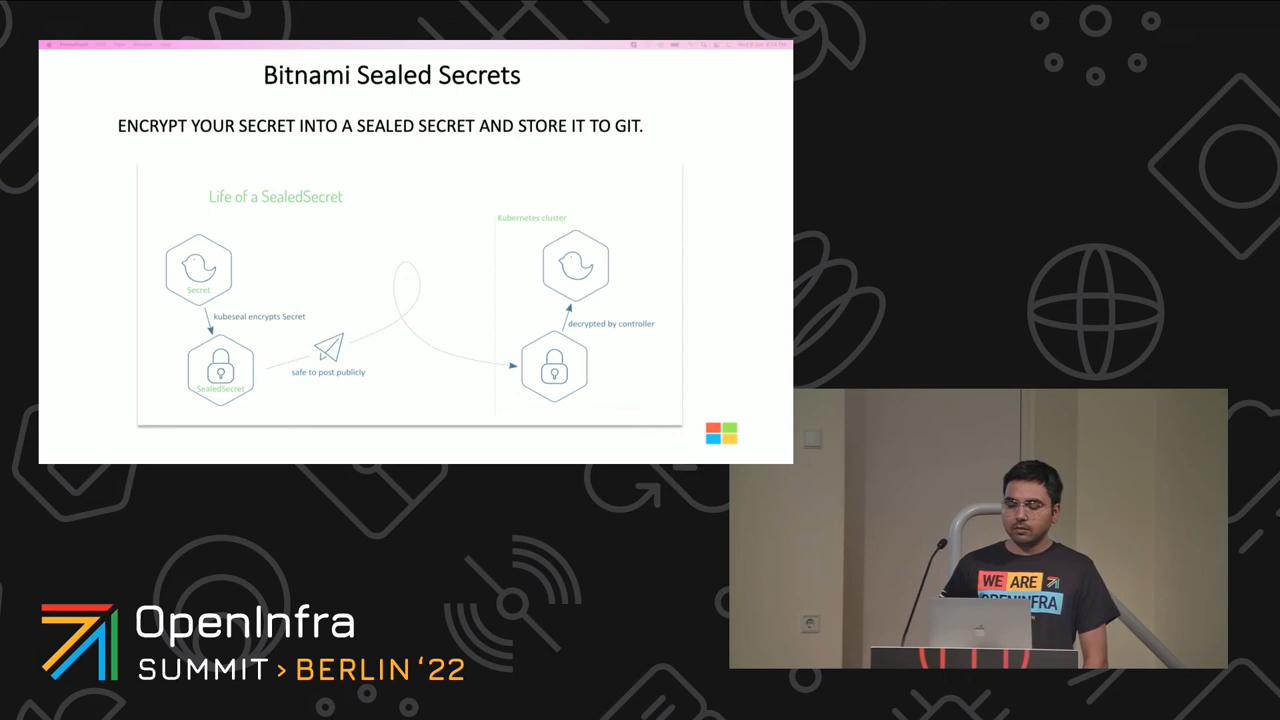 Bitnami Sealed Secrets
ENCRYPT YOUR SECRET INTO A SEALED SECRET AND STORE IT TO GIT.
Life of a SealedSecret
Kubernetes cluster
Secret
kubeseal encrypts Secret
decrypted by controller
safe to post publicly
SealedSecret
WE ARE
OPENINFRA
OpenInfra
SUMMIT > BERLIN '22